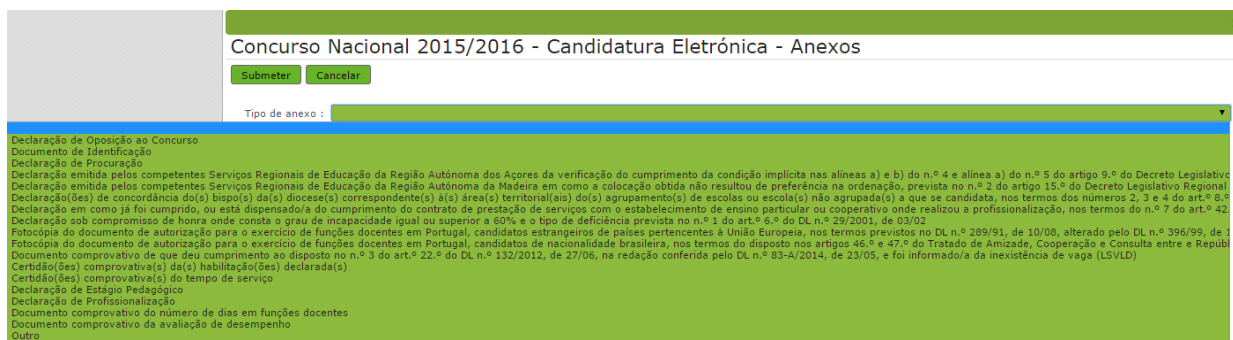 Concurso Nacional 2015/2016 - Candidatura Eletrónica - Anexos
Submeter Cancelar
Tipo de anexo :
Declaração de Oposição ao Concurso
Documento de Identificação
Declaração de Procuração
Declaração emitida pelos competentes Serviços Regionais de Educação da Região Autónoma dos Açores da verificação do cumprimento da condição implícita nas alíneas a) e b) do n.º 4 e alínea a) do n.º 5 do artigo 9.º do Decreto Legislativo
Declaração emitida pelos competentes Serviços Regionais de Educação da Região Autónoma da Madeira em como a colocação obtida não resultou de preferência na ordenação, prevista no n.º 2 do artigo 15.º do Decreto Legislativo Regional
Declaração(ões) de concordância do(s) bispo(s) da(s) diocese(s) correspondente(s) à(s) área(s) territorial(ais) do(s) agrupamento(s) de escolas ou escola(s) não agrupada(s) a que se candidata, nos termos dos números 2, 3 e 4 do art.º 8.º
Declaração em como já foi cumprido, ou está dispensado/a do cumprimento do contrato de prestação de serviços com o estabelecimento de ensino particular ou cooperativo onde realizou a profissionalização, nos termos do n.º 7 do art.º 42.
Declaração sob compromisso de honra onde consta o grau de incapacidade igual ou superior a 60% e o tipo de deficiência prevista no n.º 1 do artigo 6.º do DL n.º 29/2001, de 03/02
Fotocópia do documento de autorização para o exercício de funções docentes em Portugal, candidatos estrangeiros de países pertencentes à União Europeia, nos termos previstos no DL n.º 289/91, de 10/08, alterado pelo DL n.º 396/99, de 1
Fotocópia do documento de autorização para o exercício de funções docentes em Portugal, candidatos de nacionalidade brasileira, nos termos do disposto nos artigos 46.º e 47.º do Tratado de Amizade, Cooperação e Consulta entre e Repúbl
Documento comprovativo de que deu cumprimento ao disposto no n.º 3 do art.º 22.º do DL n.º 132/2012, de 27/06, na redação conferida pelo DL n.º 83-A/2014, de 23/05, e foi informado/a da inexistência de vaga (LSVLD)
Certidão(ões) comprovativa(s) da(s) habilitação(ões) declarada(s)
Certidão(ões) comprovativa(s) do tempo de serviço
Declaração de Estágio Pedagógico
Declaração de Profissionalização
Documento comprovativo do número de dias em funções docentes
Documento comprovativo da avaliação de desempenho
Outro